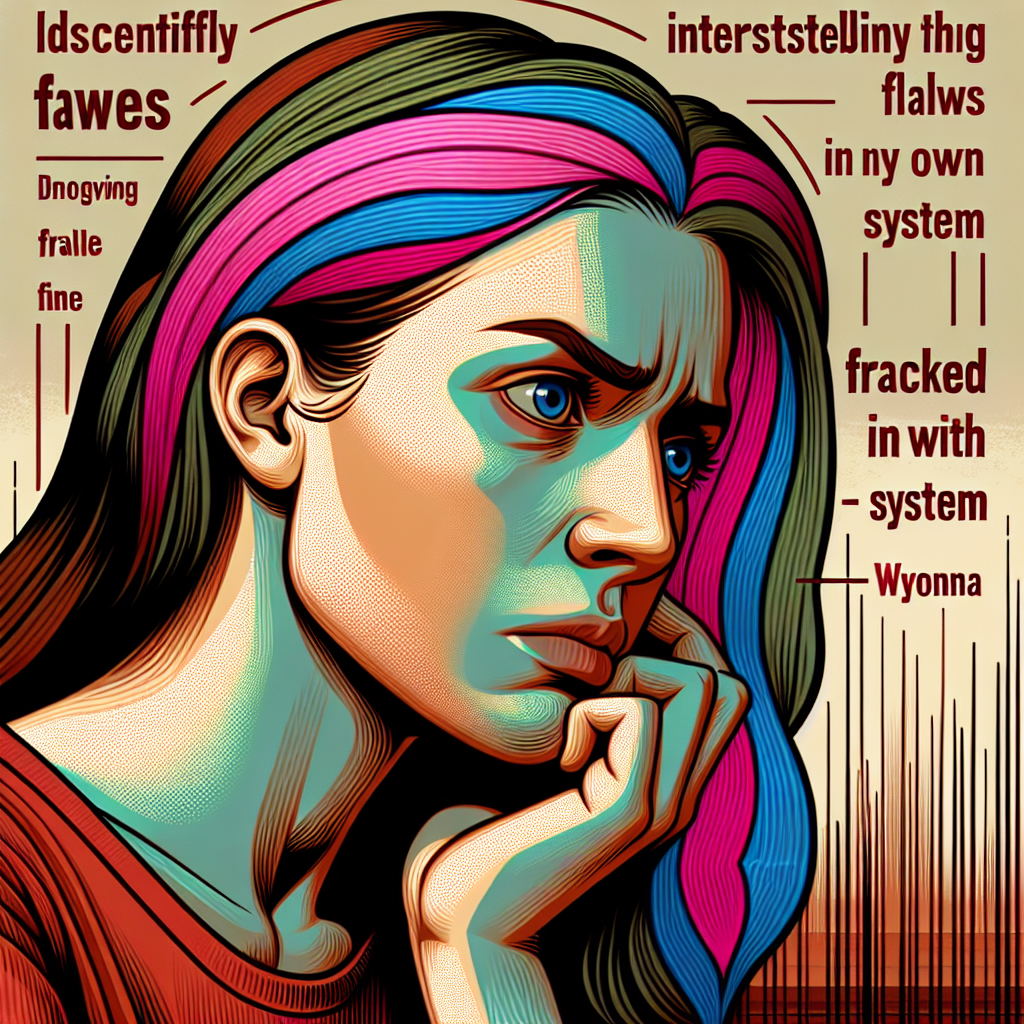 Idscentiffly
fawes
Dnogving
fralle
fine
interststelliny thig
flalws
in ny own
system
fracked
in with
- system
Wyonna